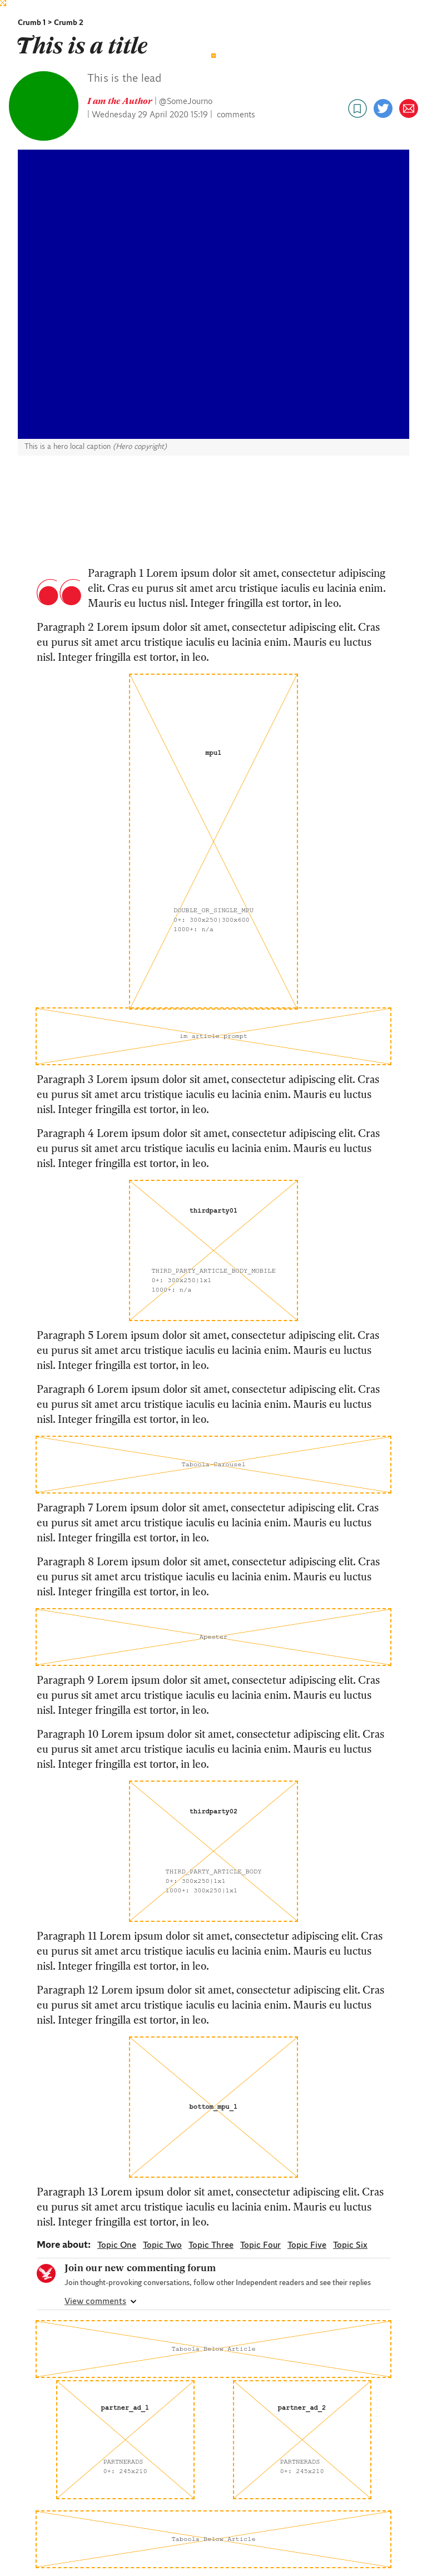 Crumb 1 > Crumb 2
This is a title
This is the lead
I am the Author | @SomeJourno
| Wednesday 29 April 2020 15:19 | comments
This is a hero local caption (Hero copyright)
Paragraph 1 Lorem ipsum dolor sit amet, consectetur adipiscing
elit. Cras eu purus sit amet arcu tristique iaculis eu lacinia enim.
Mauris eu luctus nisl. Integer fringilla est tortor, in leo.
Paragraph 2 Lorem ipsum dolor sit amet, consectetur adipiscing elit. Cras
eu purus sit amet arcu tristique iaculis eu lacinia enim. Mauris eu luctus
nisl. Integer fringilla est tortor, in leo.
mpu1
DOUBLE_OR_SINGLE_MPU
0+: 300x250|300x600
1000+: n/a
im article prompt
Paragraph 3 Lorem ipsum dolor sit amet, consectetur adipiscing elit. Cras
eu purus sit amet arcu tristique iaculis eu lacinia enim. Mauris eu luctus
nisl. Integer fringilla est tortor, in leo.
Paragraph 4 Lorem ipsum dolor sit amet, consectetur adipiscing elit. Cras
eu purus sit amet arcu tristique iaculis eu lacinia enim. Mauris eu luctus
nisl. Integer fringilla est tortor, in leo.
thirdparty01
THIRD_PARTY_ARTICLE_BODY_MOBILE
0+: 300x250|1x1
1000+: n/a
Paragraph 5 Lorem ipsum dolor sit amet, consectetur adipiscing elit. Cras
eu purus sit amet arcu tristique iaculis eu lacinia enim. Mauris eu luctus
nisl. Integer fringilla est tortor, in leo.
Paragraph 6 Lorem ipsum dolor sit amet, consectetur adipiscing elit. Cras
eu purus sit amet arcu tristique iaculis eu lacinia enim. Mauris eu luctus
nisl. Integer fringilla est tortor, in leo.
Taboola Carousel
Paragraph 7 Lorem ipsum dolor sit amet, consectetur adipiscing elit. Cras
eu purus sit amet arcu tristique iaculis eu lacinia enim. Mauris eu luctus
nisl. Integer fringilla est tortor, in leo.
Paragraph 8 Lorem ipsum dolor sit amet, consectetur adipiscing elit. Cras
eu purus sit amet arcu tristique iaculis eu lacinia enim. Mauris eu luctus
nisl. Integer fringilla est tortor, in leo.
Apester
Paragraph 9 Lorem ipsum dolor sit amet, consectetur adipiscing elit. Cras
eu purus sit amet arcu tristique iaculis eu lacinia enim. Mauris eu luctus
nisl. Integer fringilla est tortor, in leo.
Paragraph 10 Lorem ipsum dolor sit amet, consectetur adipiscing elit. Cras
eu purus sit amet arcu tristique iaculis eu lacinia enim. Mauris eu luctus
nisl. Integer fringilla est tortor, in leo.
thirdparty02
THIRD_PARTY_ARTICLE_BODY
0+: 300x250|1x1
1000+: 300x250|1x1
Paragraph 11 Lorem ipsum dolor sit amet, consectetur adipiscing elit. Cras
eu purus sit amet arcu tristique iaculis eu lacinia enim. Mauris eu luctus
nisl. Integer fringilla est tortor, in leo.
Paragraph 12 Lorem ipsum dolor sit amet, consectetur adipiscing elit. Cras
eu purus sit amet arcu tristique iaculis eu lacinia enim. Mauris eu luctus
nisl. Integer fringilla est tortor, in leo.
bottom_mpu_1
Paragraph 13 Lorem ipsum dolor sit amet, consectetur adipiscing elit. Cras
eu purus sit amet arcu tristique iaculis eu lacinia enim. Mauris eu luctus
nisl. Integer fringilla est tortor, in leo.
More about: Topic One Topic Two Topic Three Topic Four Topic Five Topic Six
Join our new commenting forum
Join thought-provoking conversations, follow other Independent readers and see their replies
View comments
Taboola Below Article
partner_ad_1
PARTNERADS
0+: 245x210
partner_ad_2
PARTNERADS
0+: 245x210
Taboola Below Article